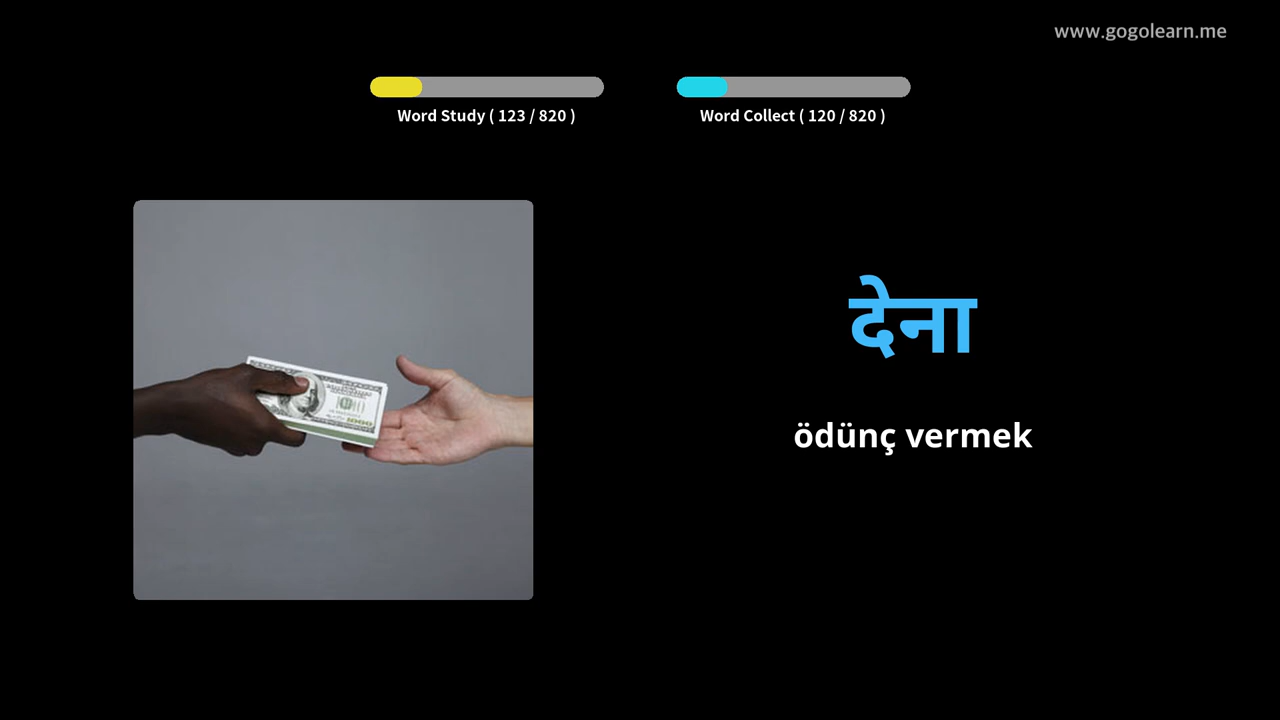 www.gogolearn.me
Word Study ( 123 / 820 )
Word Collect ( 120 / 820 )
देना
ödünç vermek